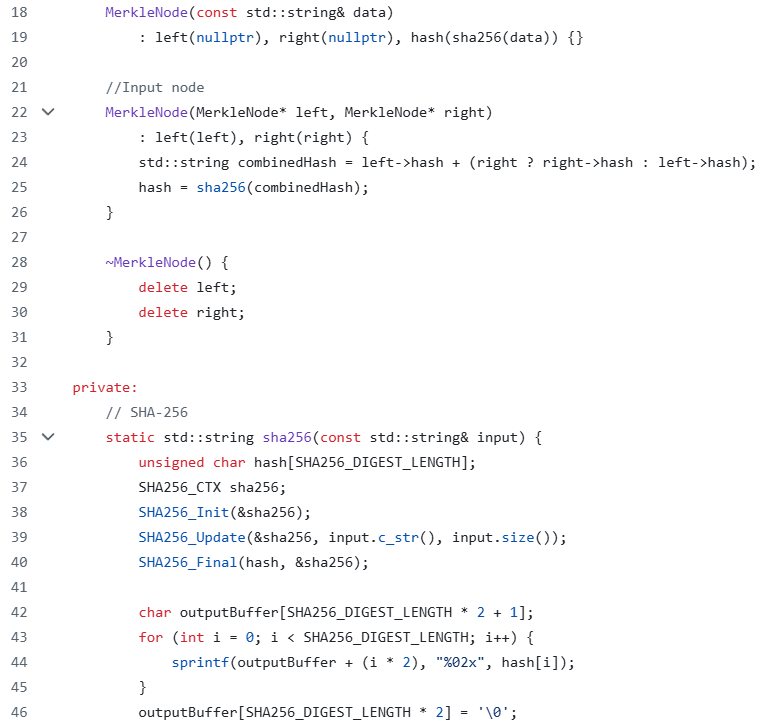 18 MerkleNode(const std::string& data)
19 : left(nullptr), right(nullptr), hash(sha256(data)) {}
20
21 //Input node
22 MerkleNode(MerkleNode* left, MerkleNode* right)
23 : left(left), right(right) {
24 std::string combinedHash = left->hash + (right ? right->hash : left->hash);
25 hash = sha256(combinedHash);
26 }
27
28 ~MerkleNode() {
29 delete left;
30 delete right;
31 }
32
33 private:
34 // SHA-256
35 static std::string sha256(const std::string& input) {
36 unsigned char hash[SHA256_DIGEST_LENGTH];
37 SHA256_CTX sha256;
38 SHA256_Init(&sha256);
39 SHA256_Update(&sha256, input.c_str(), input.size());
40 SHA256_Final(hash, &sha256);
41
42 char outputBuffer[SHA256_DIGEST_LENGTH * 2 + 1];
43 for (int i = 0; i < SHA256_DIGEST_LENGTH; i++) {
44 sprintf(outputBuffer + (i * 2), "%02x", hash[i]);
45 }
46 outputBuffer[SHA256_DIGEST_LENGTH * 2] = '\0';